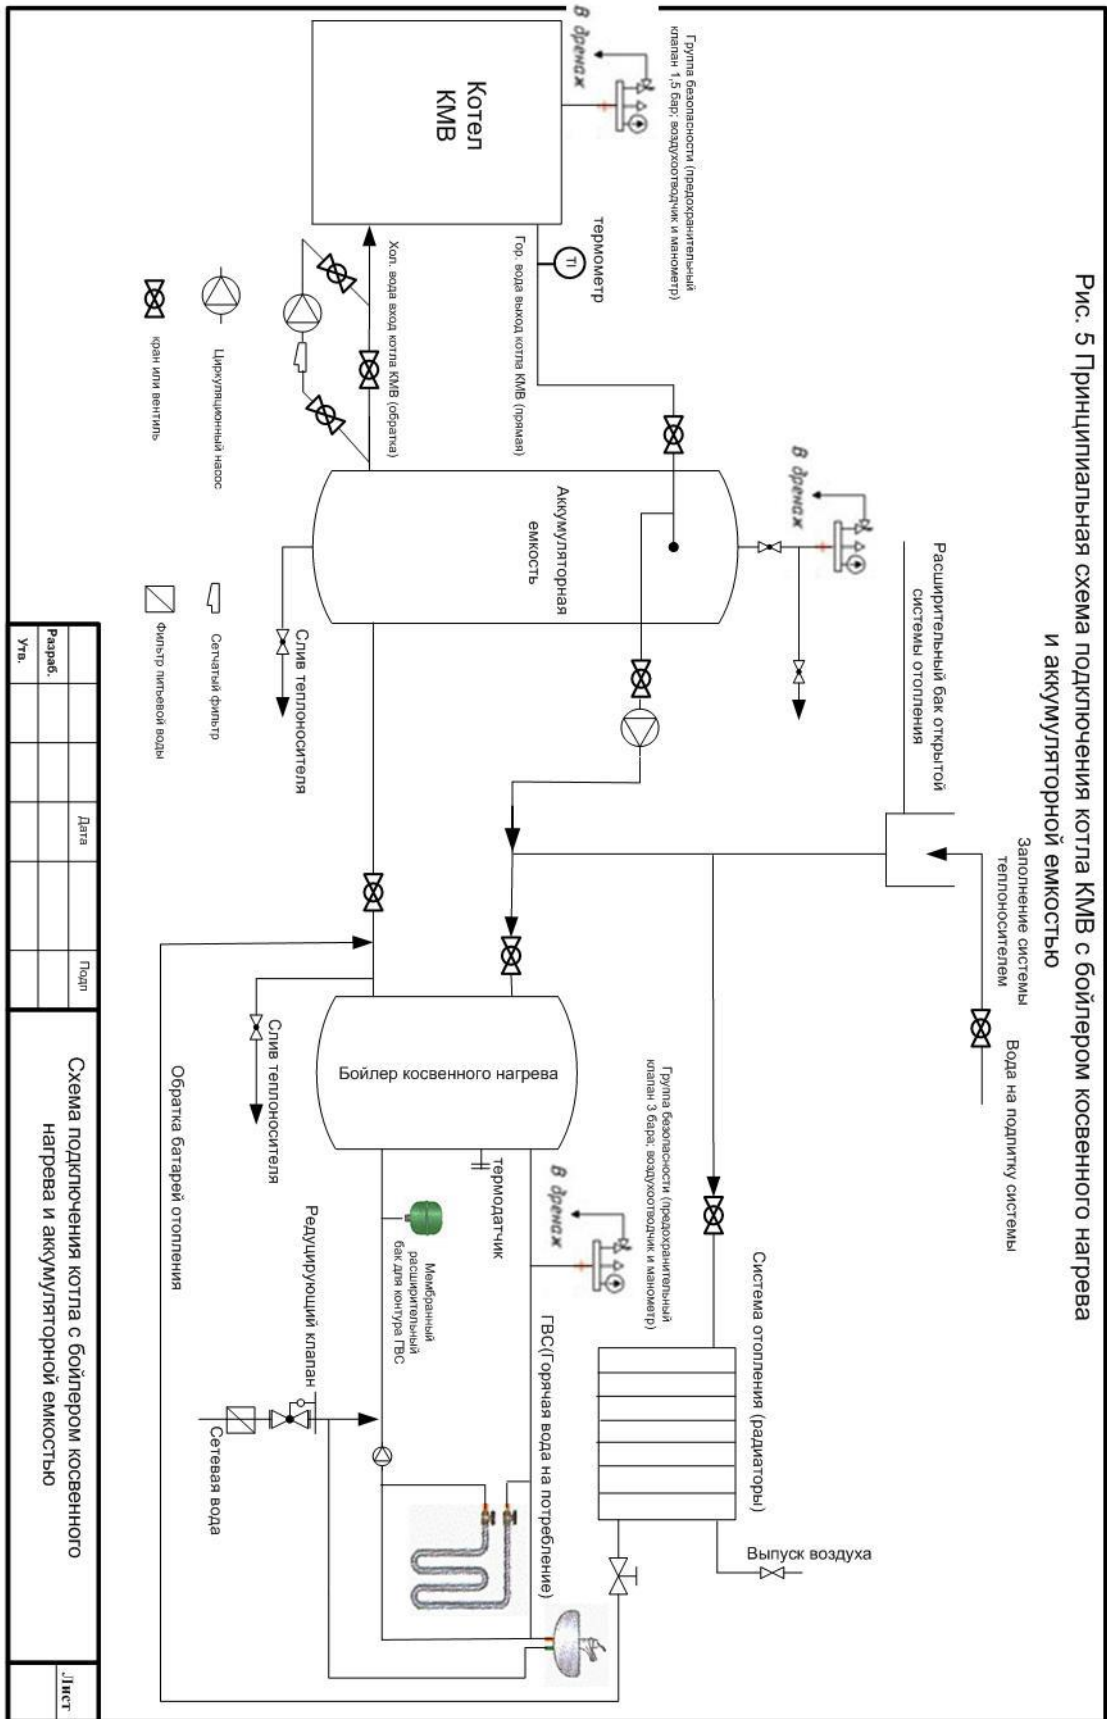 Рис. 5 Принципиальная схема подключения котла КМВ с бойлером косвенного нагрева
и аккумуляторной емкостью
Группа безопасности (предохранительный
клапан 1,5 бар; воздухоотводчик и манометр)
В дренаж
Котел
КМВ
термометр
TI
Гор. вода выход котла КМВ (прямая)
Хол. вода вход котла КМВ (обратка)
В дренаж
Аккумуляторная
емкость
Слив теплоносителя
Расширительный бак открытой
системы отопления
Заполнение системы
теплоносителем
Вода на подпитку системы
Группа безопасности (предохранительный
клапан 3 бара; воздухоотводчик и манометр)
В дренаж
Бойлер косвенного нагрева
термодатчик
Слив теплоносителя
Мембранный
расширительный
бак для контура ГВС
Редуцирующий клапан
Сетевая вода
ГВС(Горячая вода на потребление)
Система отопления (радиаторы)
Выпуск воздуха
Обратка батарей отопления
Циркуляционный насос
кран или вентиль
Сетчатый фильтр
Фильтр питьевой воды
Дата
Подп
Разраб.
Утв.
Схема подключения котла с бойлером косвенного
нагрева и аккумуляторной емкостью
Лист